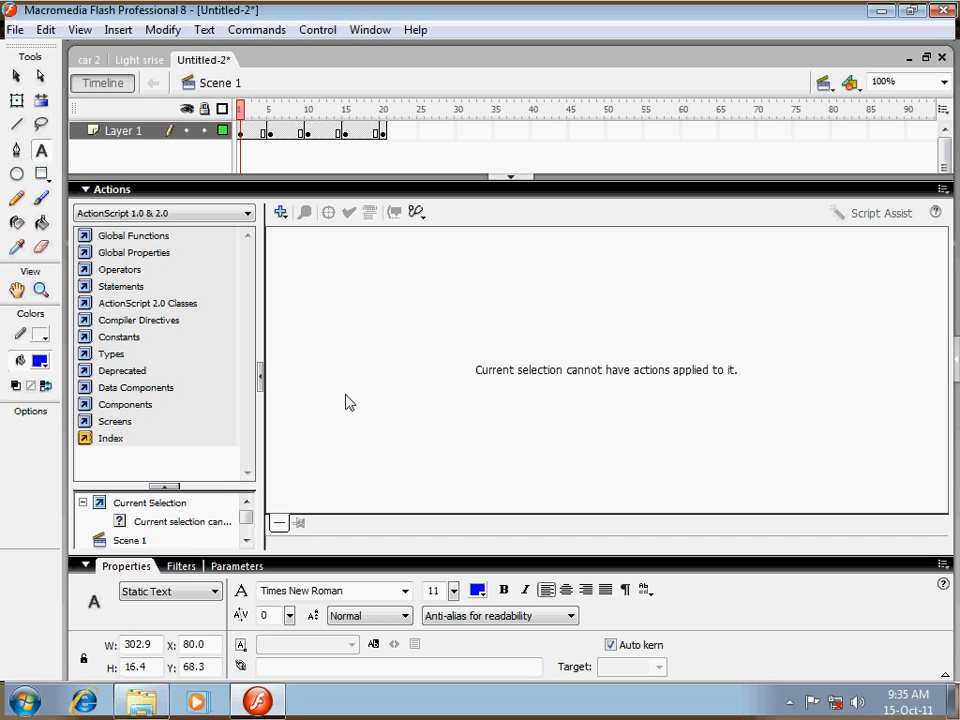 Macromedia Flash Professional 8 - [Untitled-2*]
File Edit View Insert Modify Text Commands Control Window Help
Tools
car 2 Light srise Untitled-2*
Timeline Scene 1 100%
1 5 10 15 20 25 30 35 40 45 50 55 60 65 70 75 80 85 90
Layer 1
Actions
ActionScript 1.0 & 2.0 Script Assist
Global Functions
Global Properties
Operators
Statements
ActionScript 2.0 Classes
Compiler Directives
Constants
Types
Deprecated
Data Components
Components
Screens
Index
Current selection cannot have actions applied to it.
View
Colors
Options
Current Selection
Current selection can...
Scene 1
Properties Filters Parameters
A Static Text A Times New Roman 11 B I
A/V 0 Normal Anti-alias for readability
W: 302.9 X: 80.0 Auto kern
H: 16.4 Y: 68.3 Target:
9:35 AM
15-Oct-11